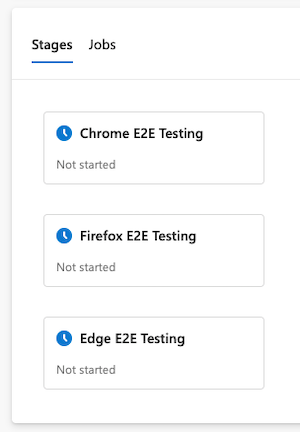 Stages Jobs
Chrome E2E Testing
Not started
Firefox E2E Testing
Not started
Edge E2E Testing
Not started